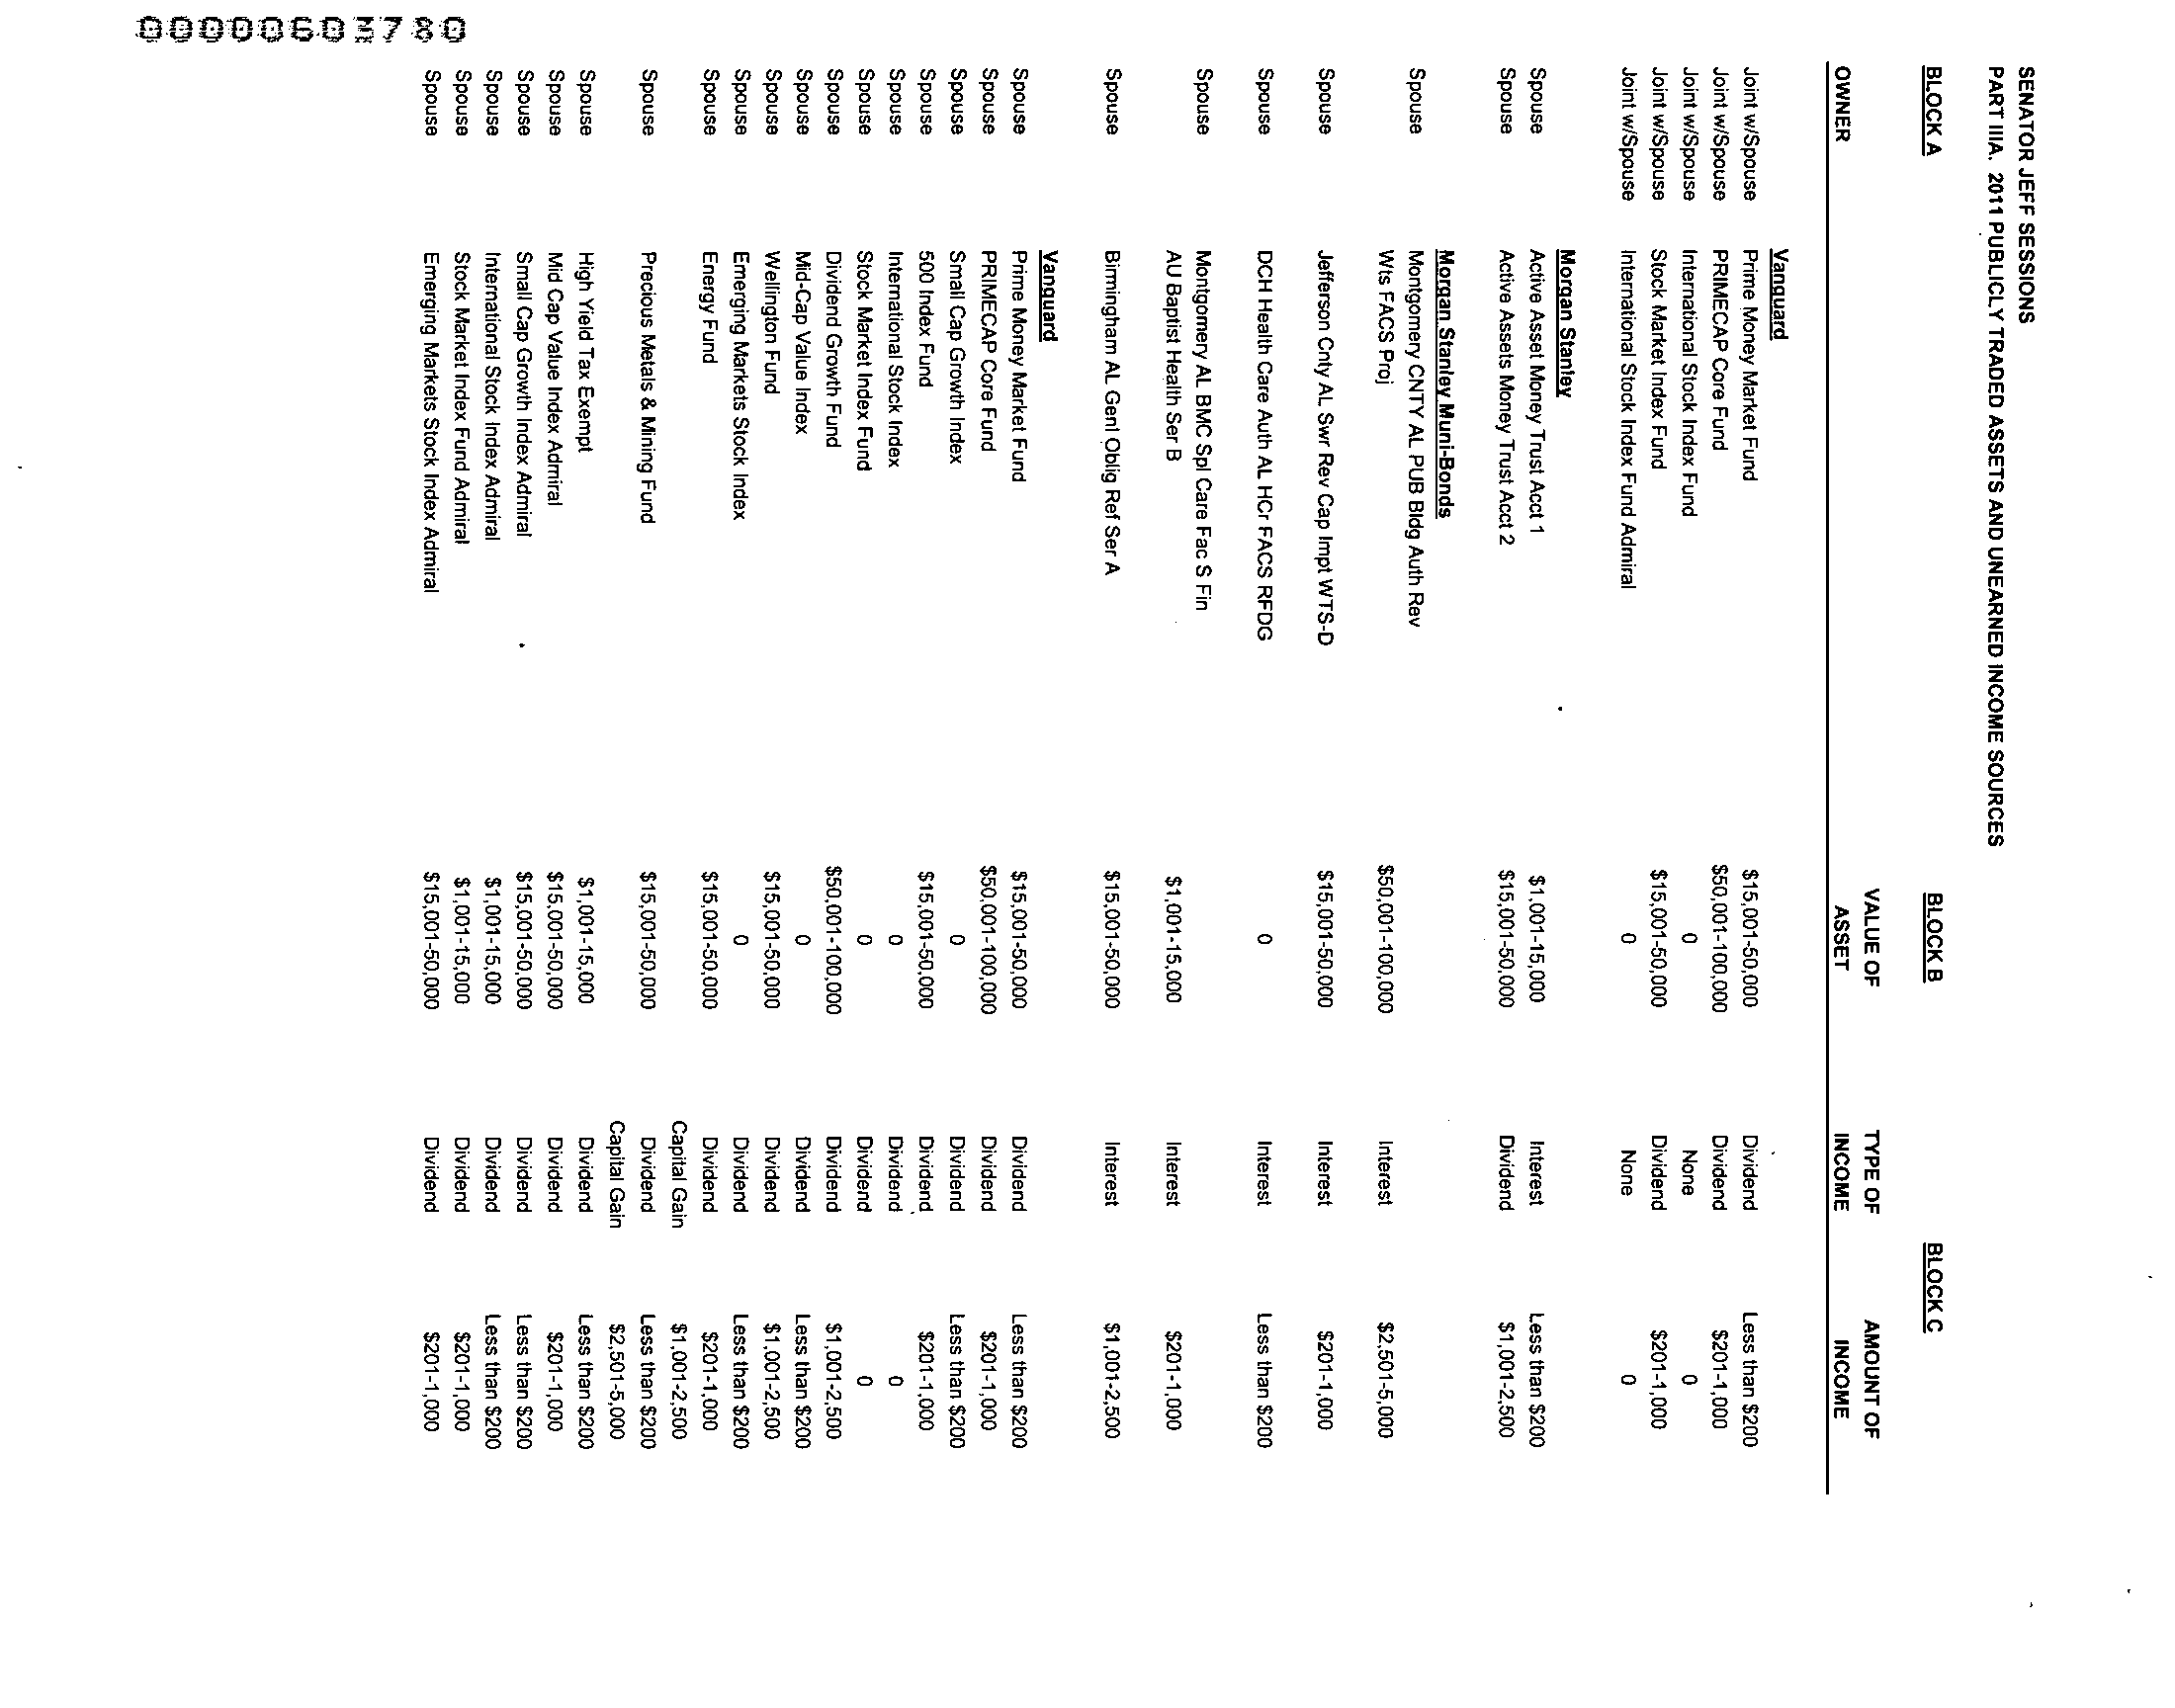 SENATOR JEFF SESSIONS
PART IIIA. 2011 PUBLICLY TRADED ASSETS AND UNEARNED INCOME SOURCES
BLOCK A BLOCK B BLOCK C
VALUE OF TYPE OF AMOUNT OF
OWNER ASSET INCOME INCOME
Vanguard
Joint w/Spouse Prime Money Market Fund $15,001-50,000 Dividend Less than $200
Joint w/Spouse PRIMECAP Core Fund $50,001-100,000 Dividend $201-1,000
Joint w/Spouse International Stock Index Fund 0 None 0
Joint w/Spouse Stock Market Index Fund $15,001-50,000 Dividend $201-1,000
Joint w/Spouse International Stock Index Fund Admiral 0 None 0
Morgan Stanley
Spouse Active Asset Money Trust Acct 1 $1,001-15,000 Interest Less than $200
Spouse Active Assets Money Trust Acct 2 $15,001-50,000 Dividend $1,001-2,500
Morgan Stanley Muni-Bonds
Spouse Montgomery CNTY AL PUB Bldg Auth Rev
Wts FACS Proj $50,001-100,000 Interest $2,501-5,000
Spouse Jefferson Cnty AL Swr Rev Cap Impt WTS-D $15,001-50,000 Interest $201-1,000
Spouse DCH Health Care Auth AL HCr FACS RFDG 0 Interest Less than $200
Spouse Montgomery AL BMC Spl Care Fac S Fin
AU Baptist Health Ser B $1,001-15,000 Interest $201-1,000
Spouse Birmingham AL Genl Oblig Ref Ser A $15,001-50,000 Interest $1,001-2,500
Vanguard
Spouse Prime Money Market Fund $15,001-50,000 Dividend Less than $200
Spouse PRIMECAP Core Fund $50,001-100,000 Dividend $201-1,000
Spouse Small Cap Growth Index 0 Dividend Less than $200
Spouse 500 Index Fund $15,001-50,000 Dividend $201-1,000
Spouse International Stock Index 0 Dividend 0
Spouse Stock Market Index Fund 0 Dividend 0
Spouse Dividend Growth Fund $50,001-100,000 Dividend $1,001-2,500
Spouse Mid-Cap Value Index 0 Dividend Less than $200
Spouse Wellington Fund $15,001-50,000 Dividend $1,001-2,500
Spouse Emerging Markets Stock Index 0 Dividend Less than $200
Spouse Energy Fund $15,001-50,000 Dividend $201-1,000
Capital Gain $1,001-2,500
Spouse Precious Metals & Mining Fund $15,001-50,000 Dividend Less than $200
Capital Gain $2,501-5,000
Spouse High Yield Tax Exempt $1,001-15,000 Dividend Less than $200
Spouse Mid Cap Value Index Admiral $15,001-50,000 Dividend $201-1,000
Spouse Small Cap Growth Index Admiral $15,001-50,000 Dividend Less than $200
Spouse International Stock Index Admiral $1,001-15,000 Dividend Less than $200
Spouse Stock Market Index Fund Admiral $1,001-15,000 Dividend $201-1,000
Spouse Emerging Markets Stock Index Admiral $15,001-50,000 Dividend $201-1,000
00000603780